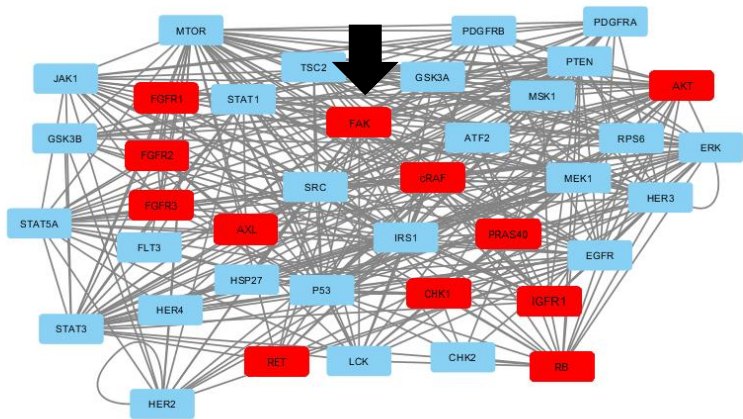 MTOR
PDGFRB
PDGFRA
TSC2
PTEN
JAK1
GSK3A
AKT
FGFR1
STAT1
MSK1
FAK
GSK3B
ATF2
RPS6
ERK
FGFR2
SRC
cRAF
MEK1
HER3
FGFR3
STAT5A
AXL
IRS1
PRAS40
FLT3
EGFR
HSP27
P53
CHK1
IGFR1
HER4
STAT3
RET
LCK
CHK2
RB
HER2